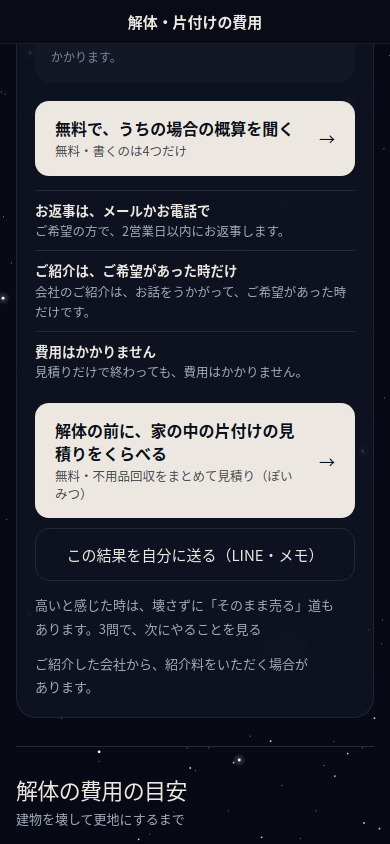 解体・片付けの費用
かかります。
無料で、うちの場合の概算を聞く
無料・書くのは4つだけ
→
お返事は、メールかお電話で
ご希望の方で、2営業日以内にお返事します。
ご紹介は、ご希望があった時だけ
会社のご紹介は、お話をうかがって、ご希望があった時
だけです。
費用はかかりません
見積りだけで終わっても、費用はかかりません。
解体の前に、家の中の片付けの見
積りをくらべる
無料・不用品回収をまとめて見積り（ぽい
みつ）
→
この結果を自分に送る（LINE・メモ）
高いと感じた時は、壊さずに「そのまま売る」道も
あります。3問で、次にやることを見る
ご紹介した会社から、紹介料をいただく場合が
あります。
解体の費用の目安
建物を壊して更地にするまで